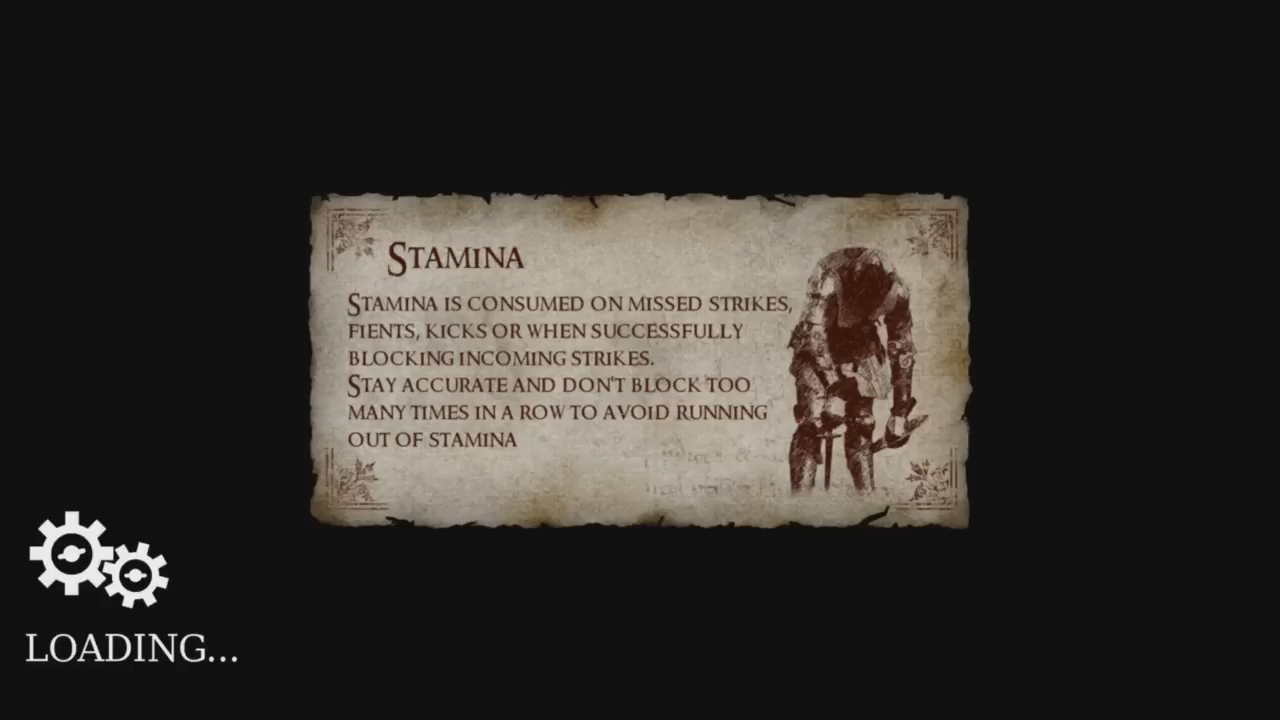 Stamina
Stamina is consumed on missed strikes,
fients, kicks or when successfully
blocking incoming strikes.
Stay accurate and don't block too
many times in a row to avoid running
out of stamina
LOADING...